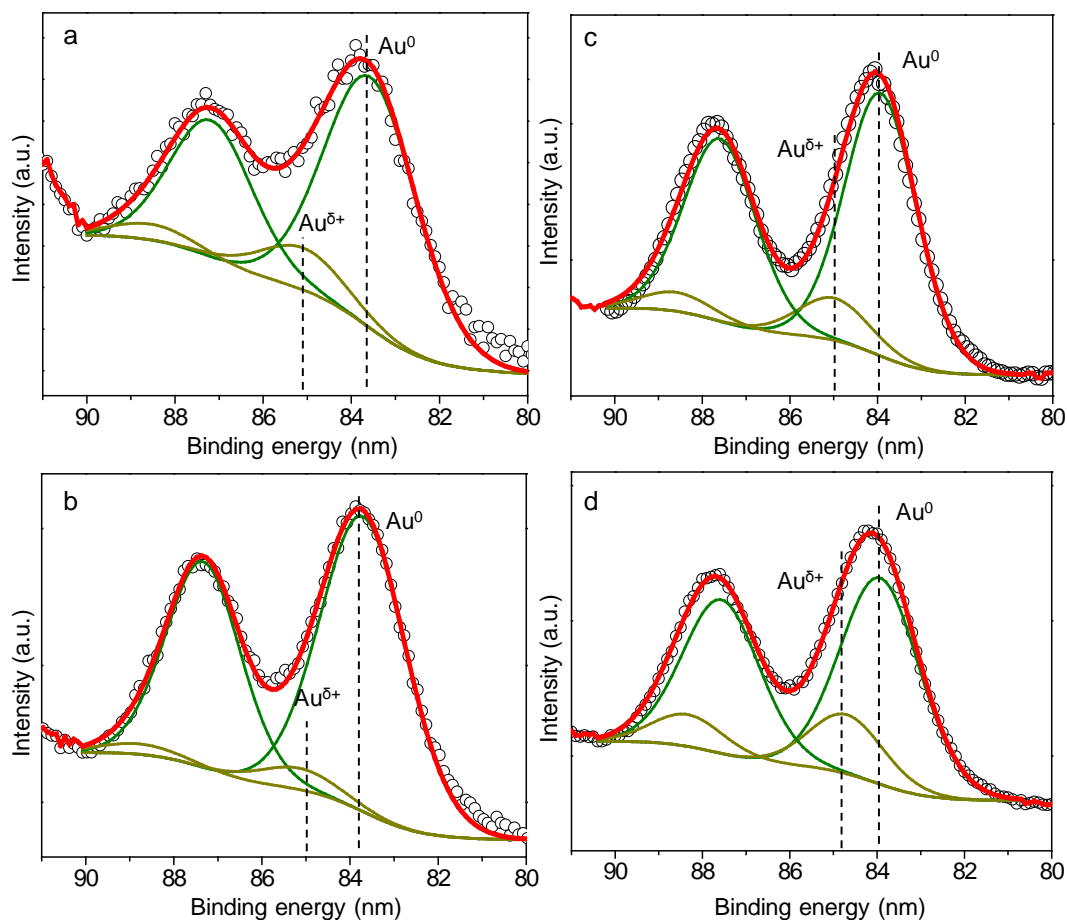 a
Au⁰
Auδ+
Intensity (a.u.)
90 88 86 84 82 80
Binding energy (nm)
c
Au⁰
Auδ+
Intensity (a.u.)
90 88 86 84 82 80
Binding energy (nm)
b
Au⁰
Auδ+
Intensity (a.u.)
90 88 86 84 82 80
Binding energy (nm)
d
Au⁰
Auδ+
Intensity (a.u.)
90 88 86 84 82 80
Binding energy (nm)